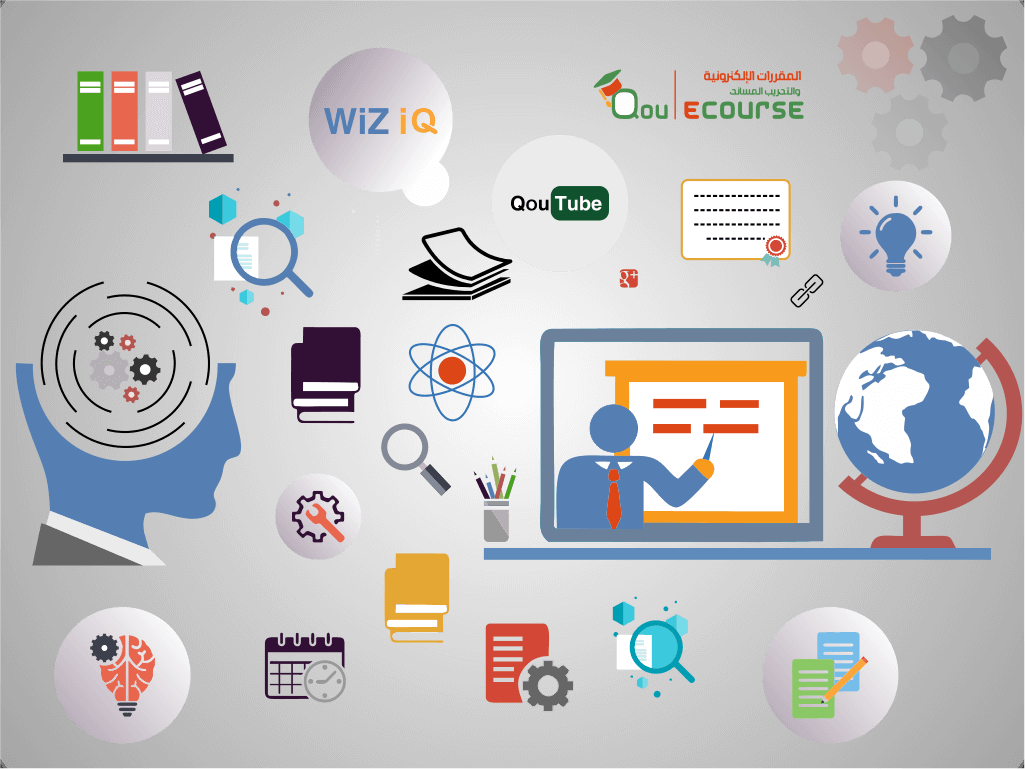 WiZ iQ
المقررات الإلكترونية
والتدريب المساند
Qou Ecourse
QouTube
g+